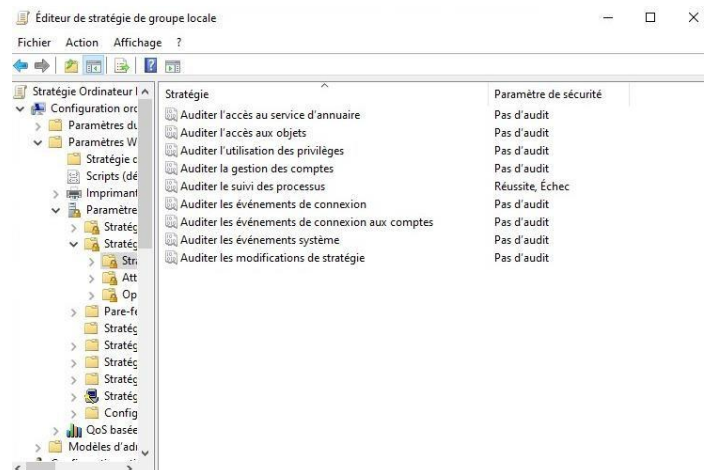 Éditeur de stratégie de groupe locale
Fichier Action Affichage ?
Stratégie Ordinateur l
Configuration ord
Paramètres du
Paramètres W
Stratégie d
Scripts (dé
Imprimant
Paramètre
Stratég
Stratég
Stra
Att
Op
Pare-fe
Stratég
Stratég
Stratég
Stratég
Stratég
Config
QoS basée
Modèles d'adı
Stratégie Paramètre de sécurité
Auditer l'accès au service d'annuaire Pas d'audit
Auditer l'accès aux objets Pas d'audit
Auditer l'utilisation des privilèges Pas d'audit
Auditer la gestion des comptes Pas d'audit
Auditer le suivi des processus Réussite, Échec
Auditer les événements de connexion Pas d'audit
Auditer les événements de connexion aux comptes Pas d'audit
Auditer les événements système Pas d'audit
Auditer les modifications de stratégie Pas d'audit